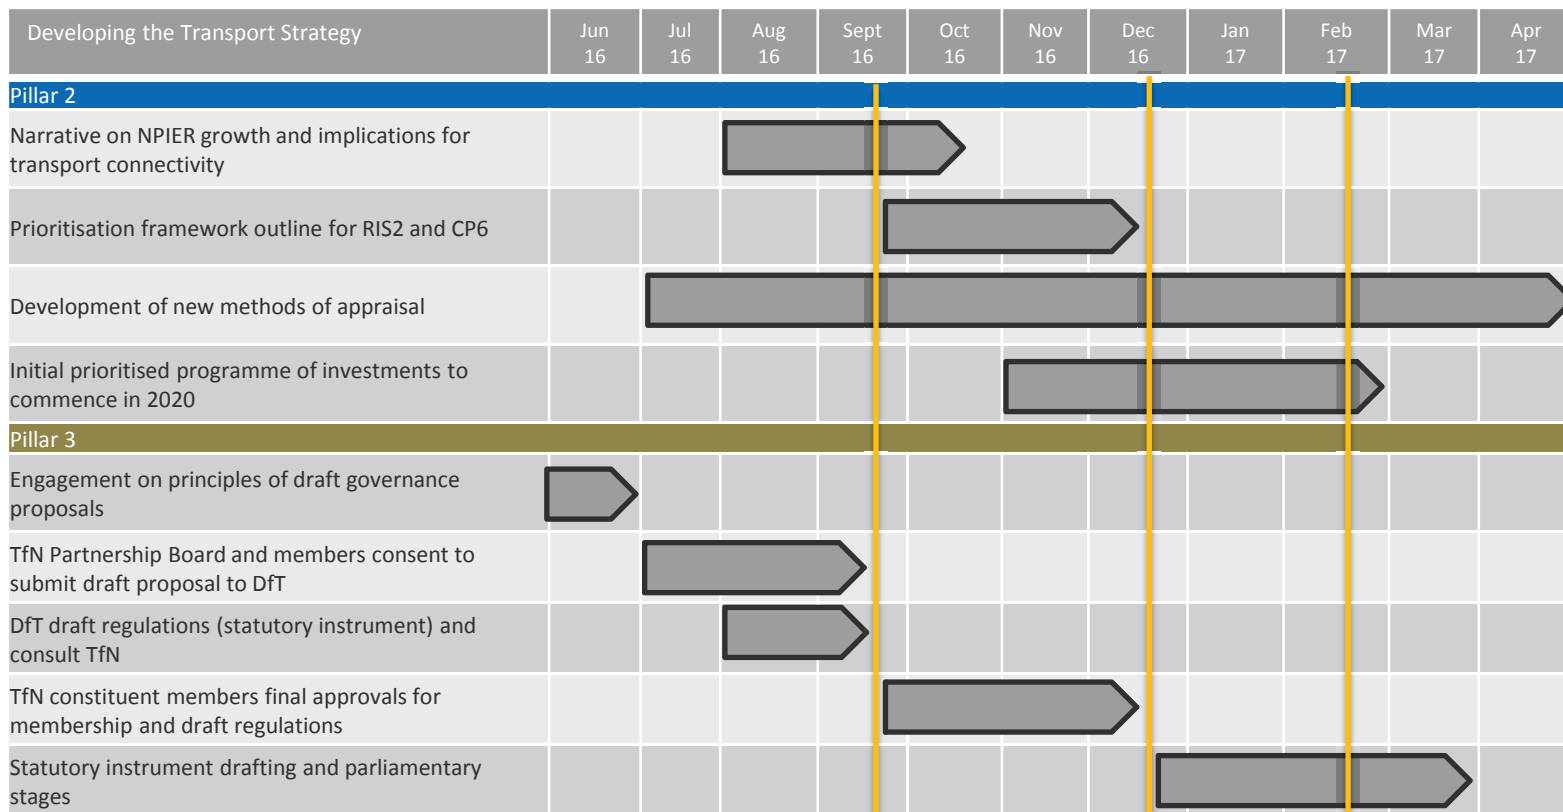 Developing the Transport Strategy
Jun
16
Jul
16
Aug
16
Sept
16
Oct
16
Nov
16
Dec
16
Jan
17
Feb
17
Mar
17
Apr
17
Pillar 2
Narrative on NPIER growth and implications for
transport connectivity
Prioritisation framework outline for RIS2 and CP6
Development of new methods of appraisal
Initial prioritised programme of investments to
commence in 2020
Pillar 3
Engagement on principles of draft governance
proposals
TfN Partnership Board and members consent to
submit draft proposal to DfT
DfT draft regulations (statutory instrument) and
consult TfN
TfN constituent members final approvals for
membership and draft regulations
Statutory instrument drafting and parliamentary
stages